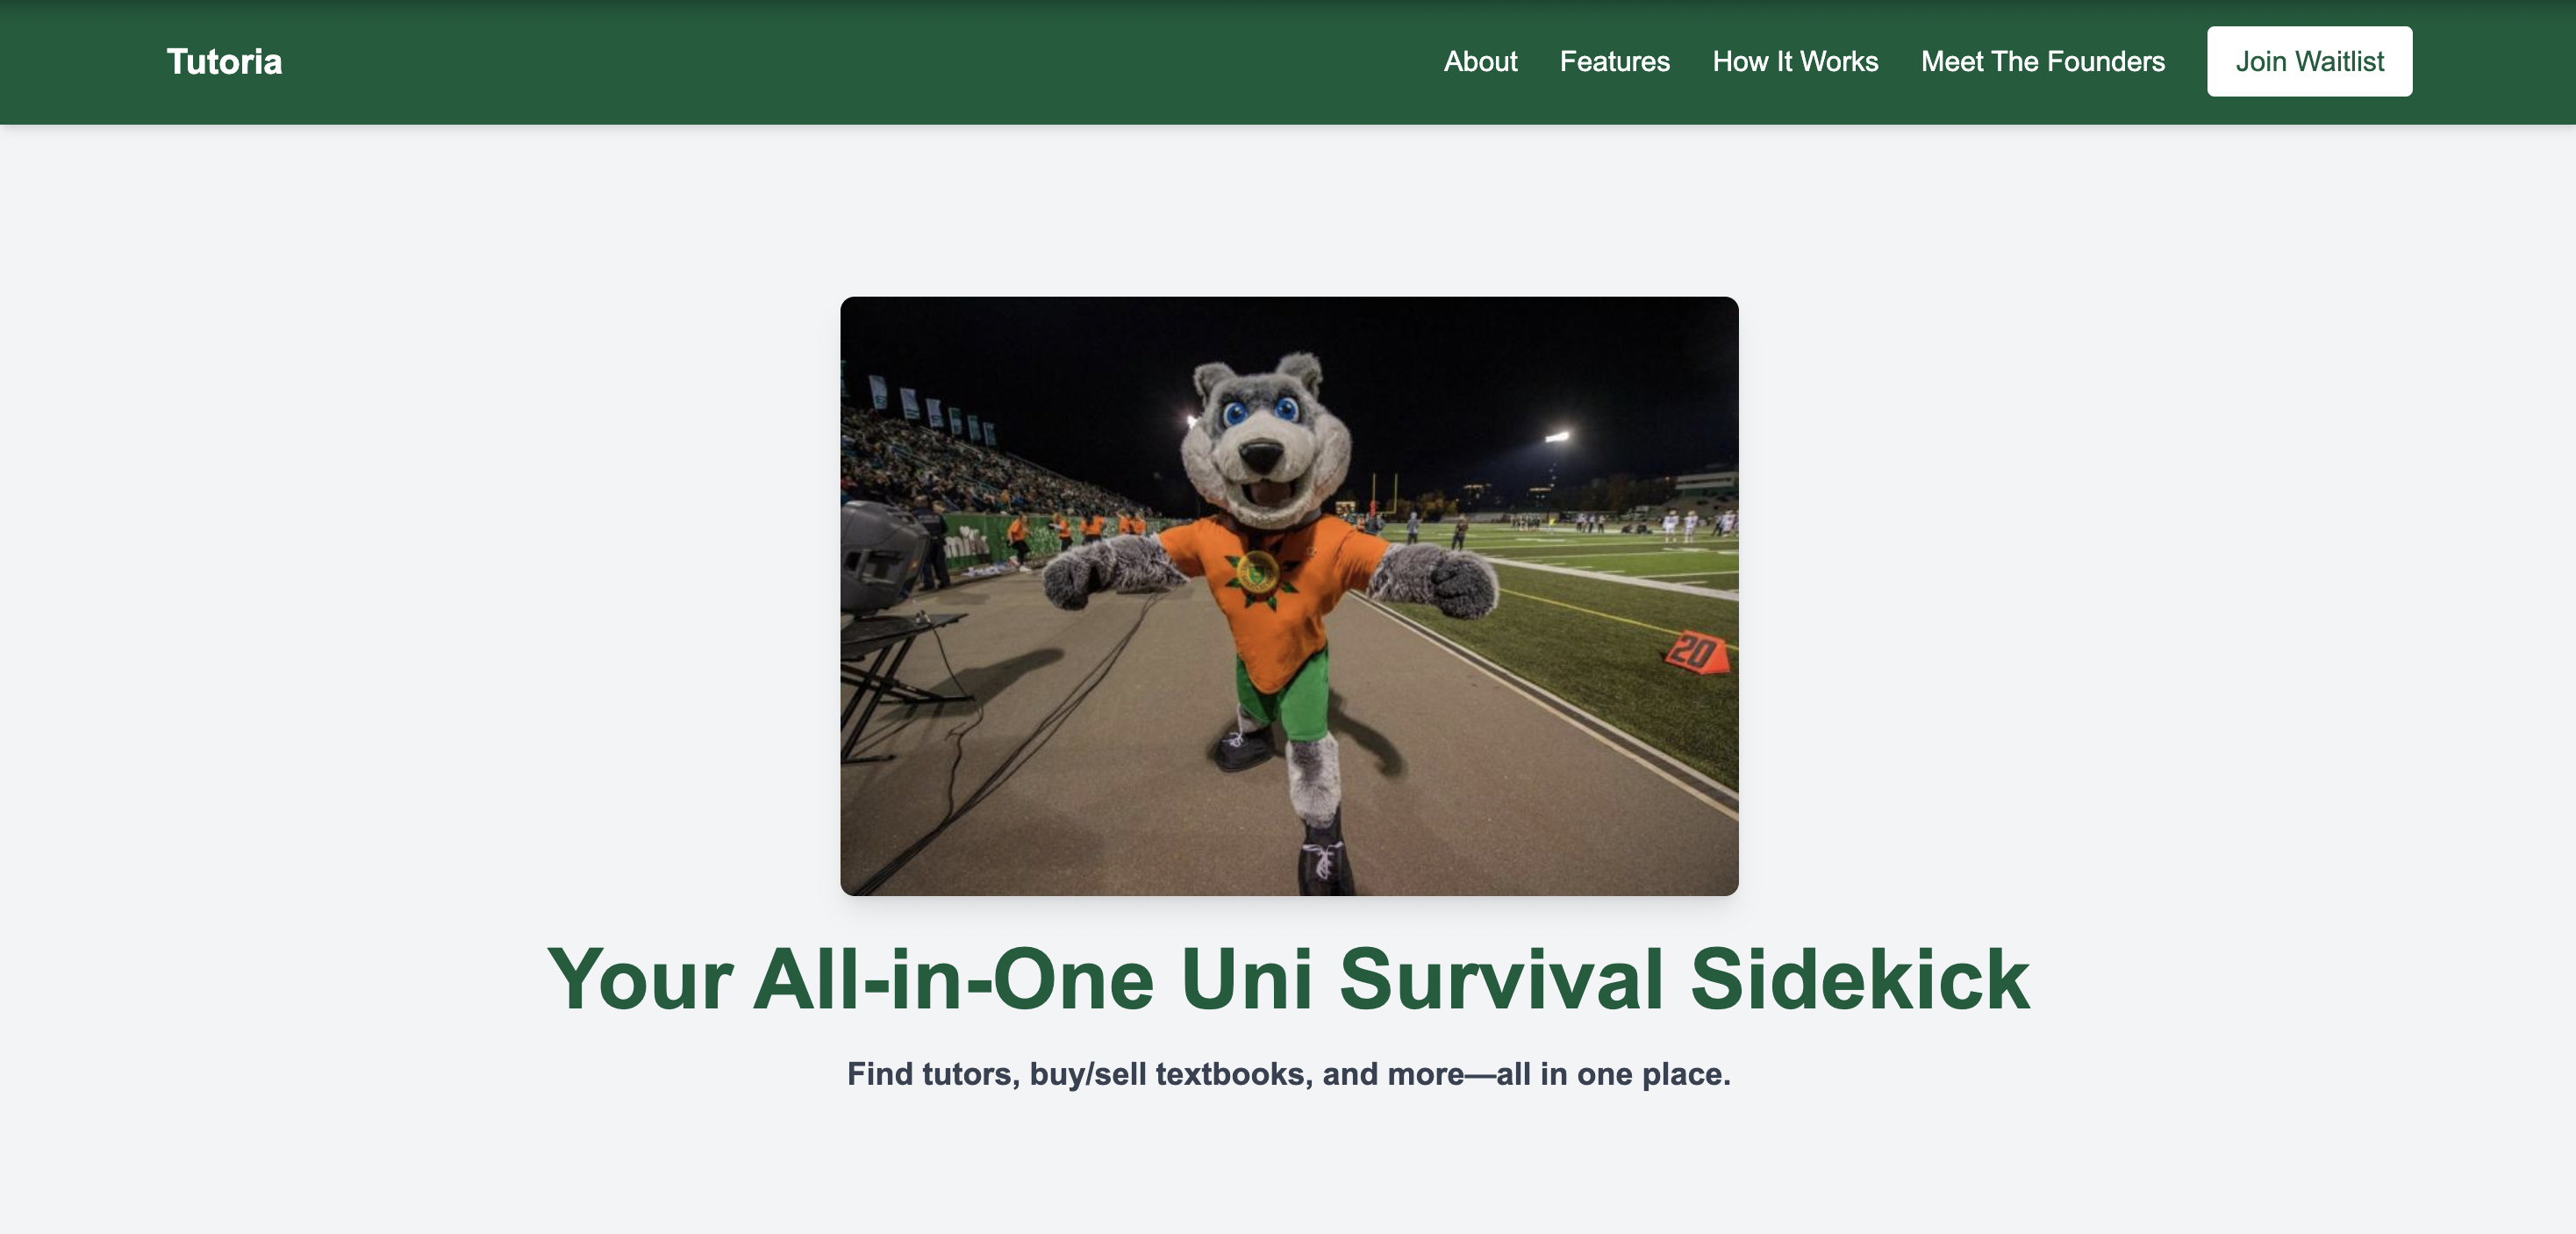 Tutoria
About
Features
How It Works
Meet The Founders
Join Waitlist
20
Your All-in-One Uni Survival Sidekick
Find tutors, buy/sell textbooks, and more—all in one place.